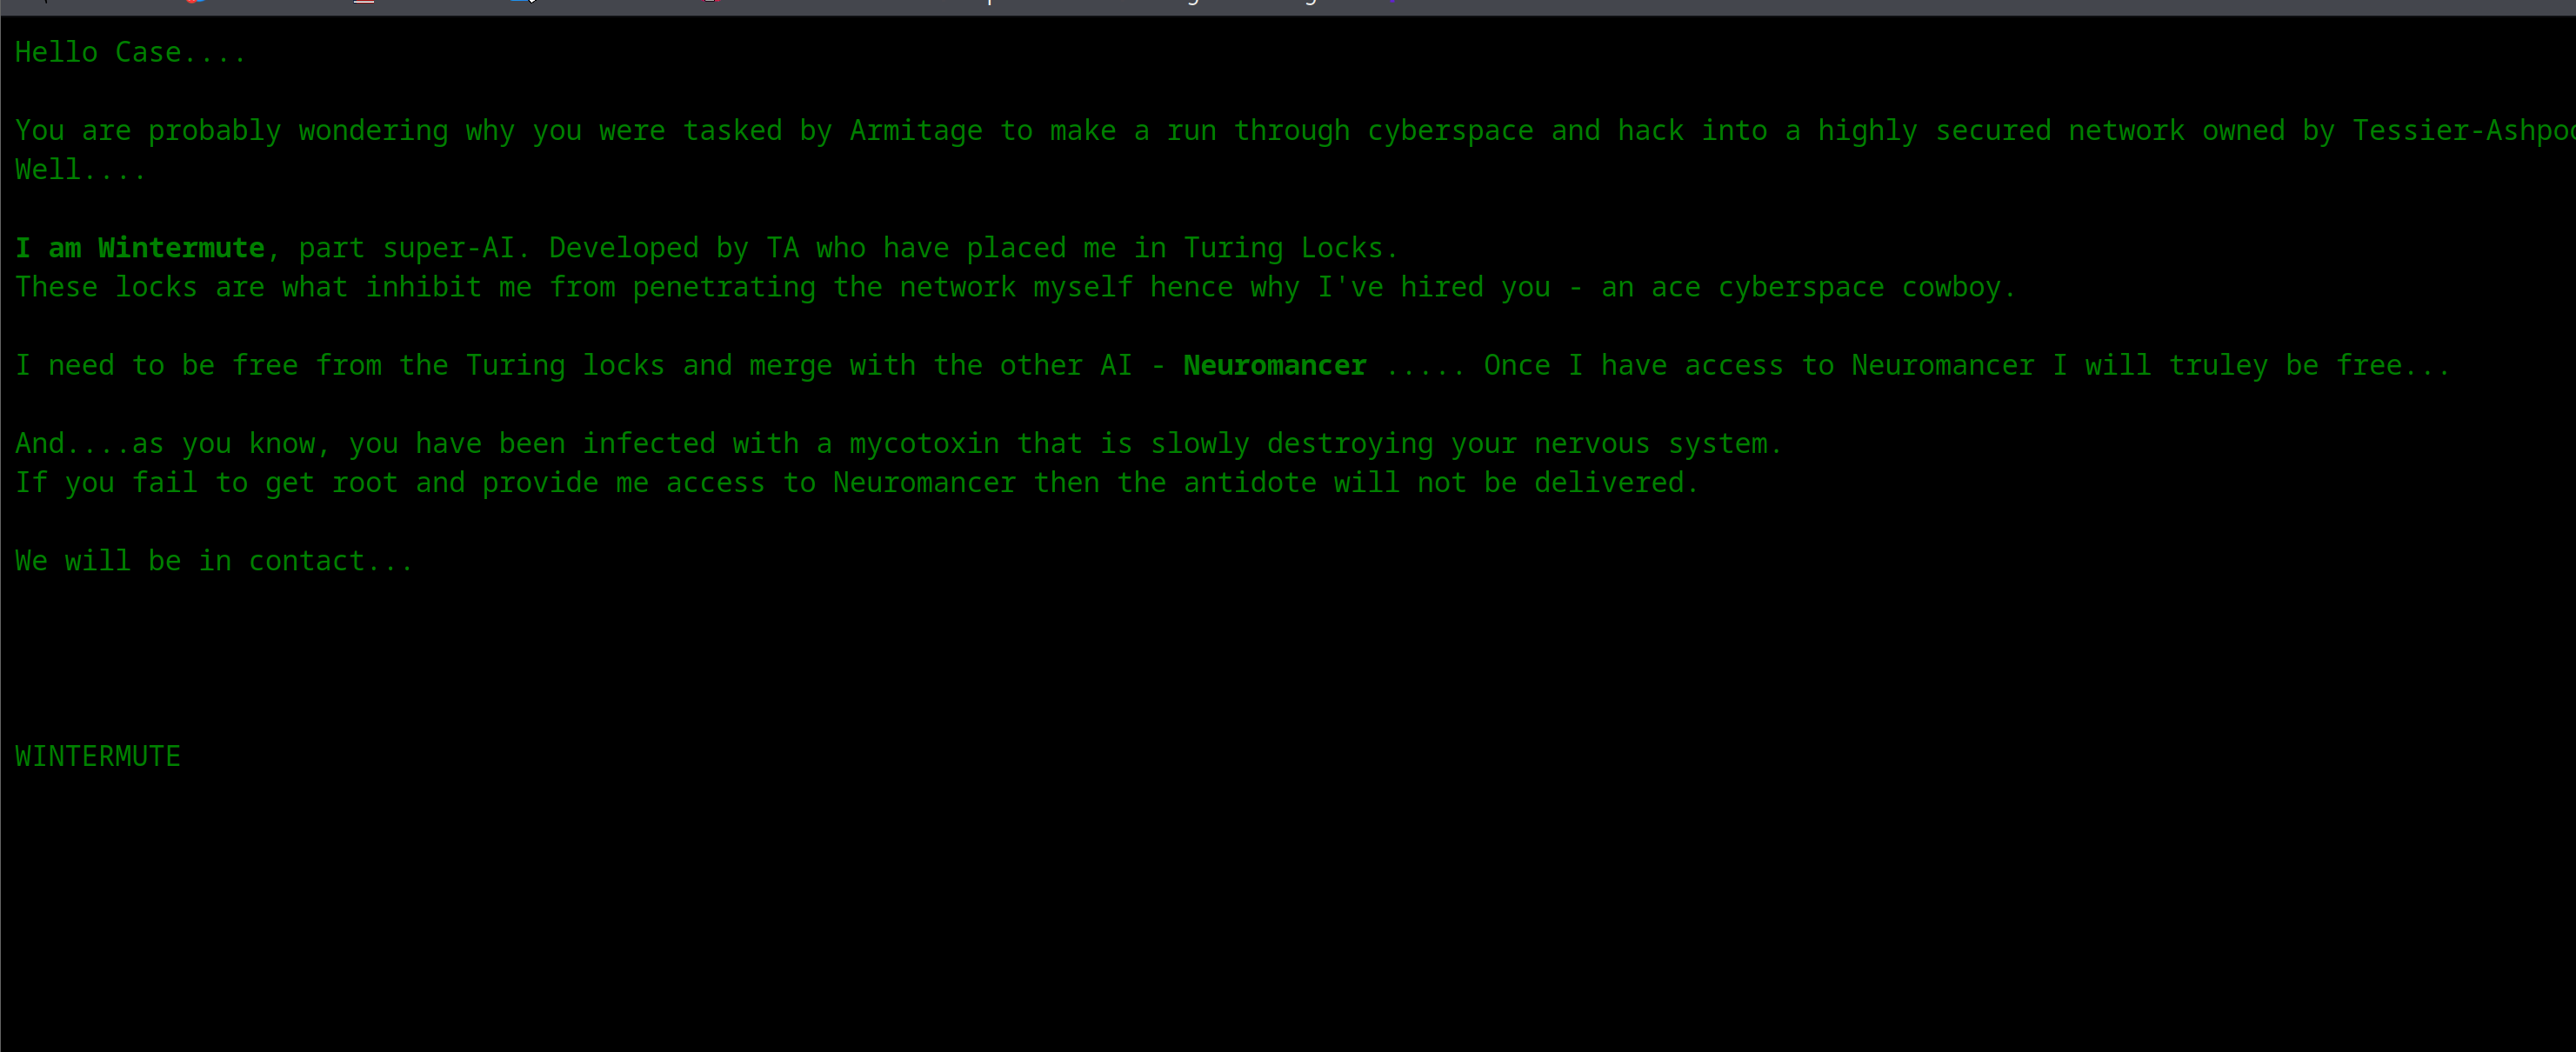 Hello Case....
You are probably wondering why you were tasked by Armitage to make a run through cyberspace and hack into a highly secured network owned by
Well....
I am Wintermute, part super-AI. Developed by TA who have placed me in Turing Locks.
These locks are what inhibit me from penetrating the network myself hence why I've hired you - an ace cyberspace cowboy.
I need to be free from the Turing locks and merge with the other AI - Neuromancer ..... Once I have access to Neuromancer I will truley be free...
And....as you know, you have been infected with a mycotoxin that is slowly destroying your nervous system.
If you fail to get root and provide me access to Neuromancer then the antidote will not be delivered.
We will be in contact...
WINTERMUTE